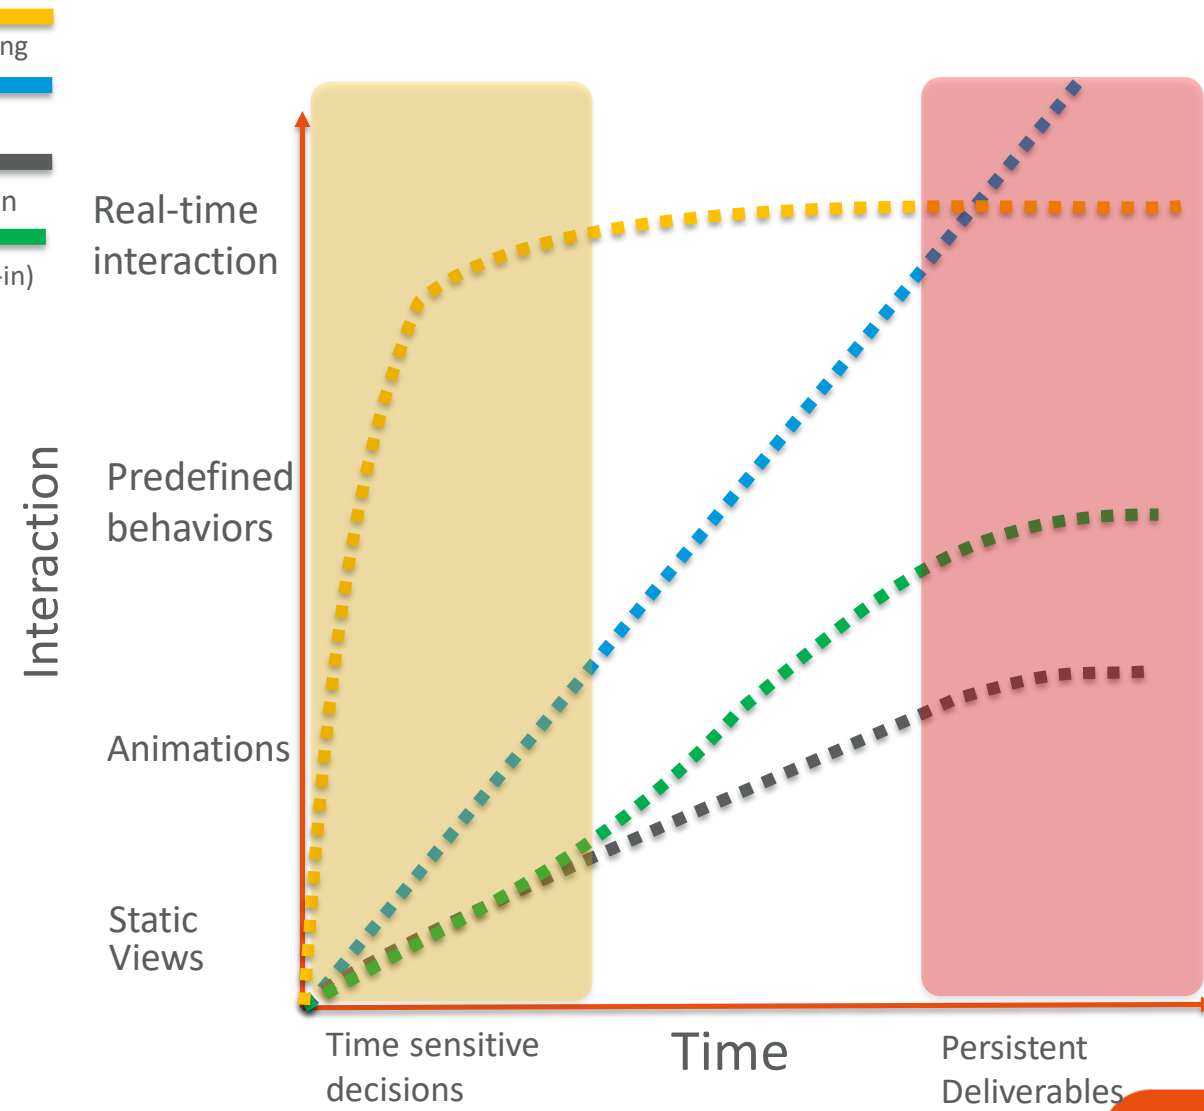 ng
n
-in)
Real-time
interaction
Predefined
behaviors
Interaction
Animations
Static
Views
Time sensitive
decisions
Time
Persistent
Deliverables